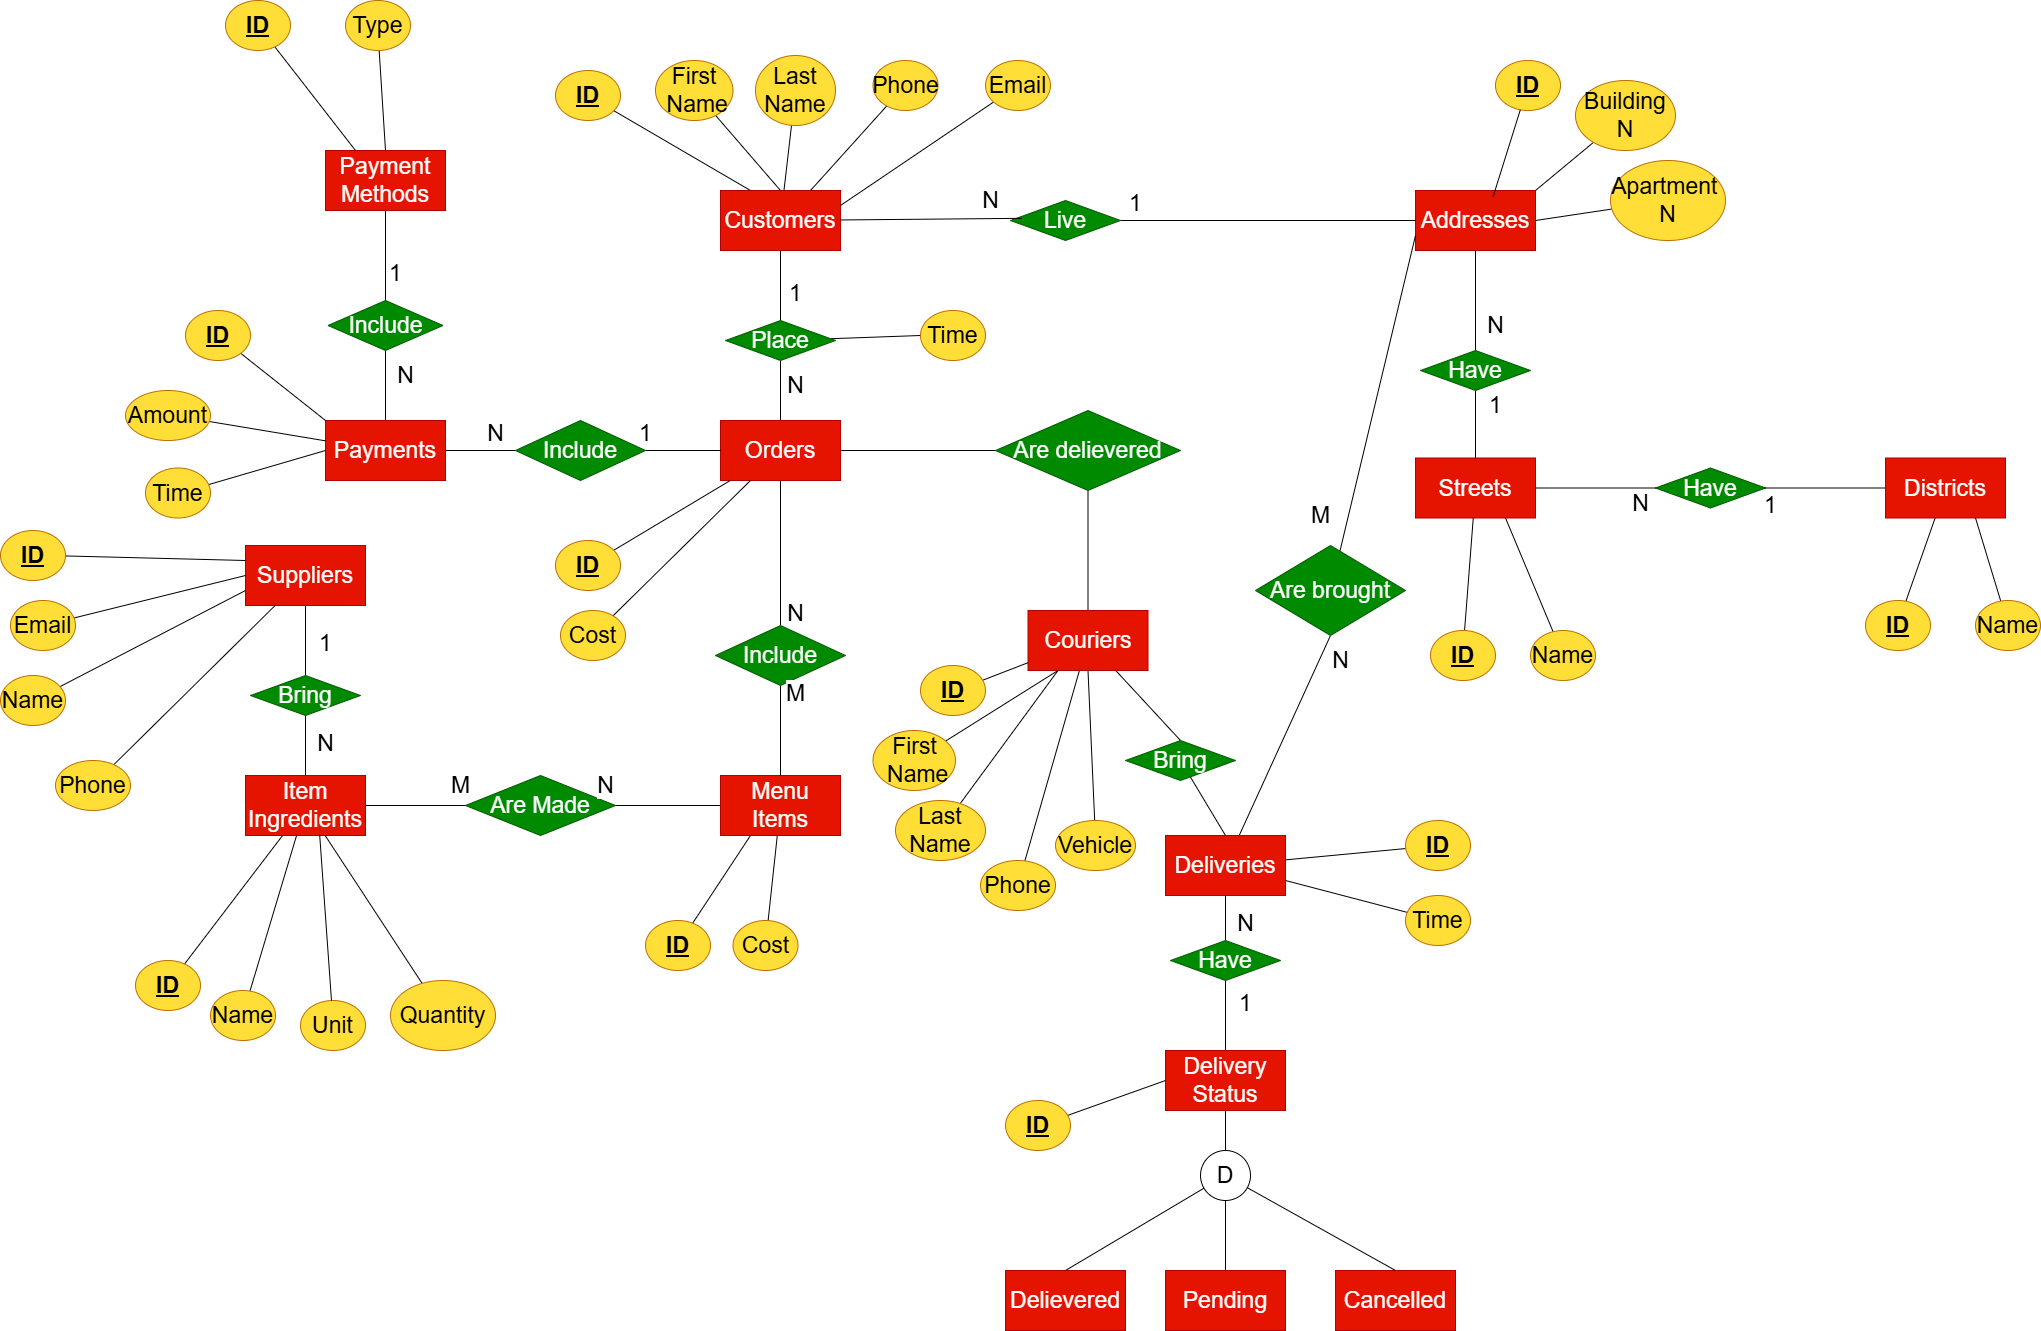 ID
Type
ID
First
Name
Last
Name
Phone
Email
ID
Building
N
Apartment
N
Payment
Methods
Customers
N
Live
1
Addresses
1
Include
N
1
Place
N
Time
N
Have
1
ID
Amount
Time
Payments
N
Include
1
Orders
Are delievered
Streets
N
Have
1
Districts
ID
Name
ID
Name
M
Are brought
N
ID
Email
Name
Phone
Suppliers
1
Bring
N
ID
Cost
N
Include
M
Couriers
ID
First
Name
Last
Name
Phone
Vehicle
Bring
Item
Ingredients
M
Are Made
N
Menu
Items
ID
Cost
ID
Name
Unit
Quantity
Deliveries
ID
Time
N
Have
1
Delivery
Status
ID
D
Delievered
Pending
Cancelled